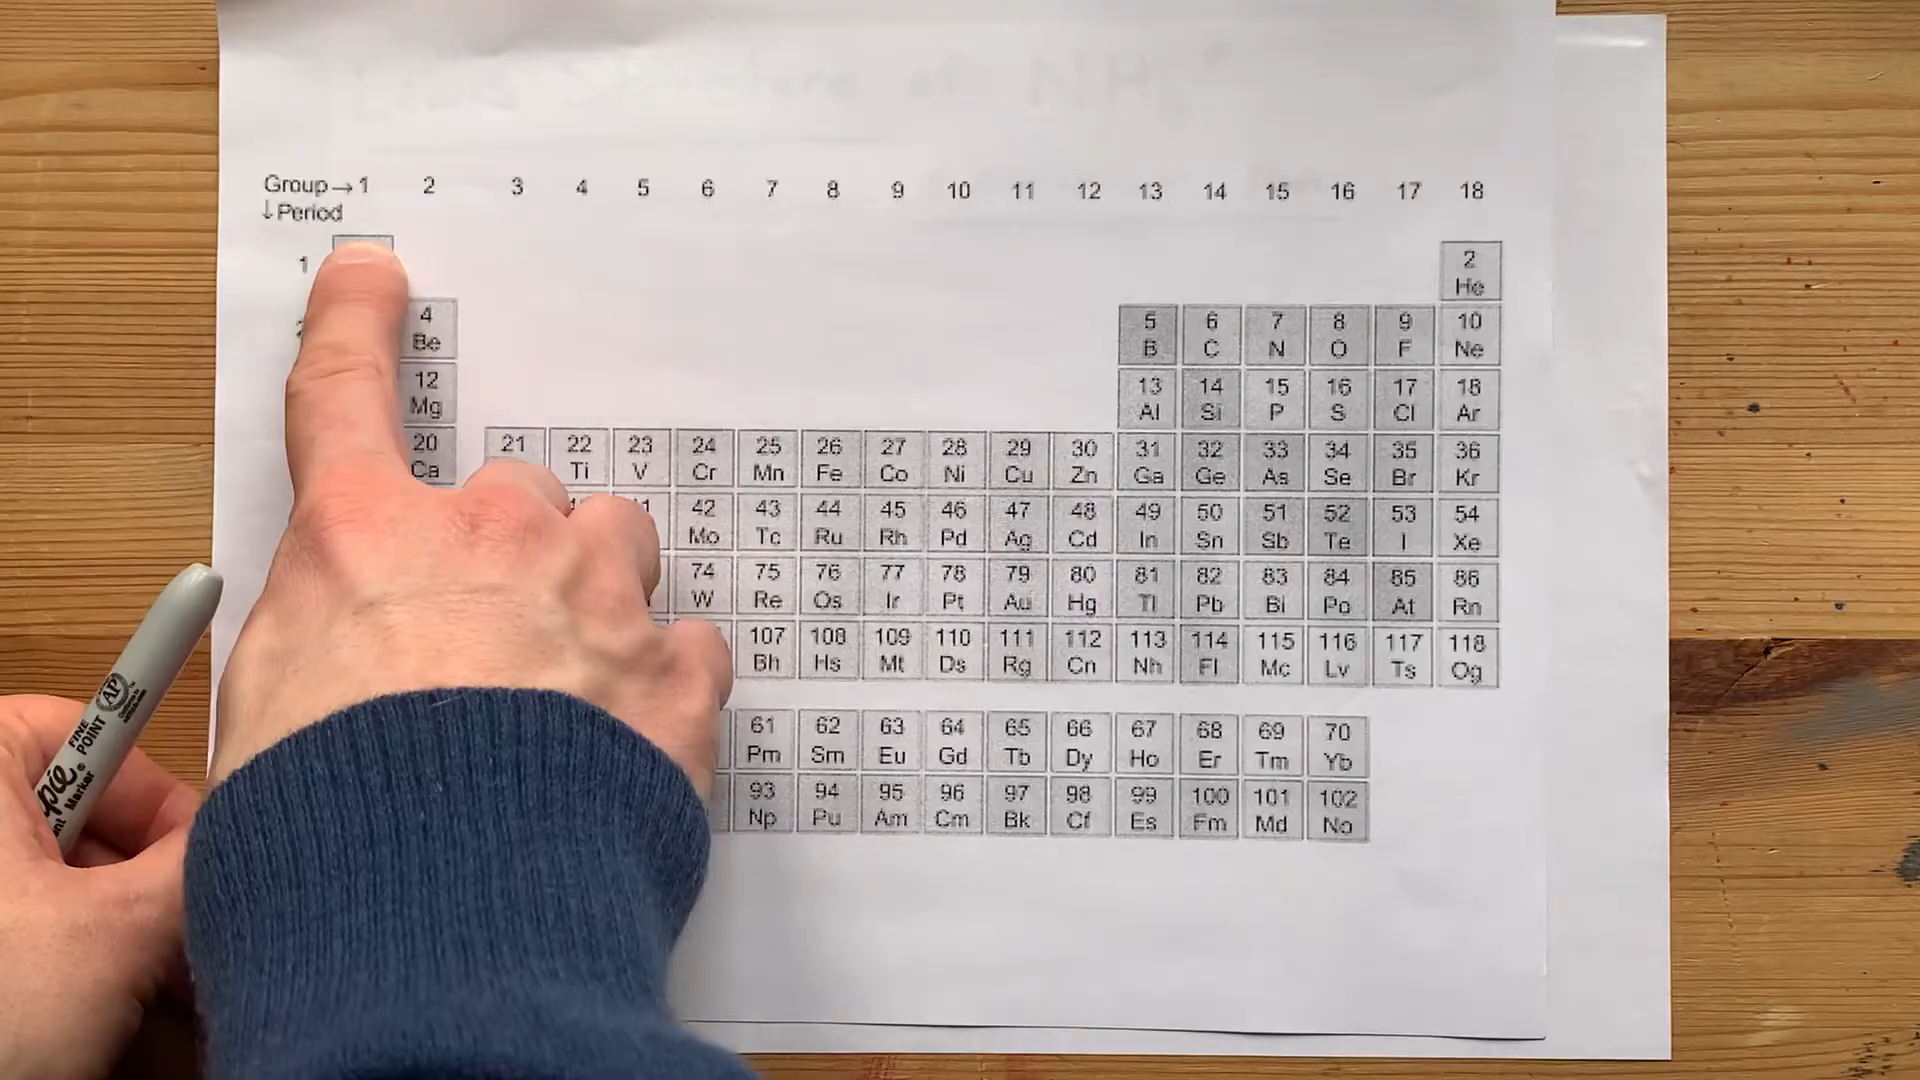 Lewis Structure of NH4+
Group→1 2 3 4 5 6 7 8 9 10 11 12 13 14 15 16 17 18
↓Period
1 2 He
4 Be 5 B 6 C 7 N 8 O 9 F 10 Ne
12 Mg 13 Al 14 Si 15 P 16 S 17 Cl 18 Ar
20 Ca 21 22 Ti 23 V 24 Cr 25 Mn 26 Fe 27 Co 28 Ni 29 Cu 30 Zn 31 Ga 32 Ge 33 As 34 Se 35 Br 36 Kr
42 Mo 43 Tc 44 Ru 45 Rh 46 Pd 47 Ag 48 Cd 49 In 50 Sn 51 Sb 52 Te 53 I 54 Xe
74 W 75 Re 76 Os 77 Ir 78 Pt 79 Au 80 Hg 81 Tl 82 Pb 83 Bi 84 Po 85 At 86 Rn
107 Bh 108 Hs 109 Mt 110 Ds 111 Rg 112 Cn 113 Nh 114 Fl 115 Mc 116 Lv 117 Ts 118 Og
61 Pm 62 Sm 63 Eu 64 Gd 65 Tb 66 Dy 67 Ho 68 Er 69 Tm 70 Yb
93 Np 94 Pu 95 Am 96 Cm 97 Bk 98 Cf 99 Es 100 Fm 101 Md 102 No
AP
FINE
POINT
Marker